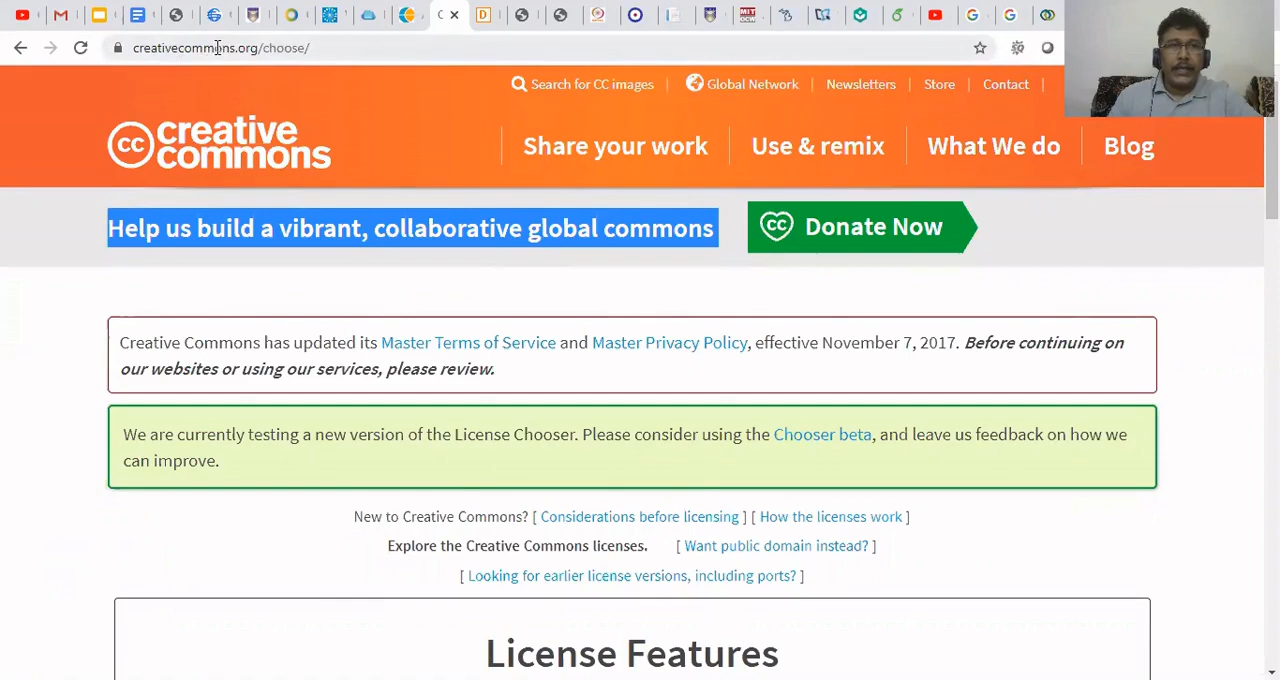 creativecommons.org/choose/
Search for CC images
Global Network
Newsletters
Store
Contact
cc creative commons
Share your work
Use & remix
What We do
Blog
Help us build a vibrant, collaborative global commons
cc Donate Now
Creative Commons has updated its Master Terms of Service and Master Privacy Policy, effective November 7, 2017. Before continuing on
our websites or using our services, please review.
We are currently testing a new version of the License Chooser. Please consider using the Chooser beta, and leave us feedback on how we
can improve.
New to Creative Commons? [ Considerations before licensing ] [ How the licenses work ]
Explore the Creative Commons licenses. [ Want public domain instead? ]
[ Looking for earlier license versions, including ports? ]
License Features